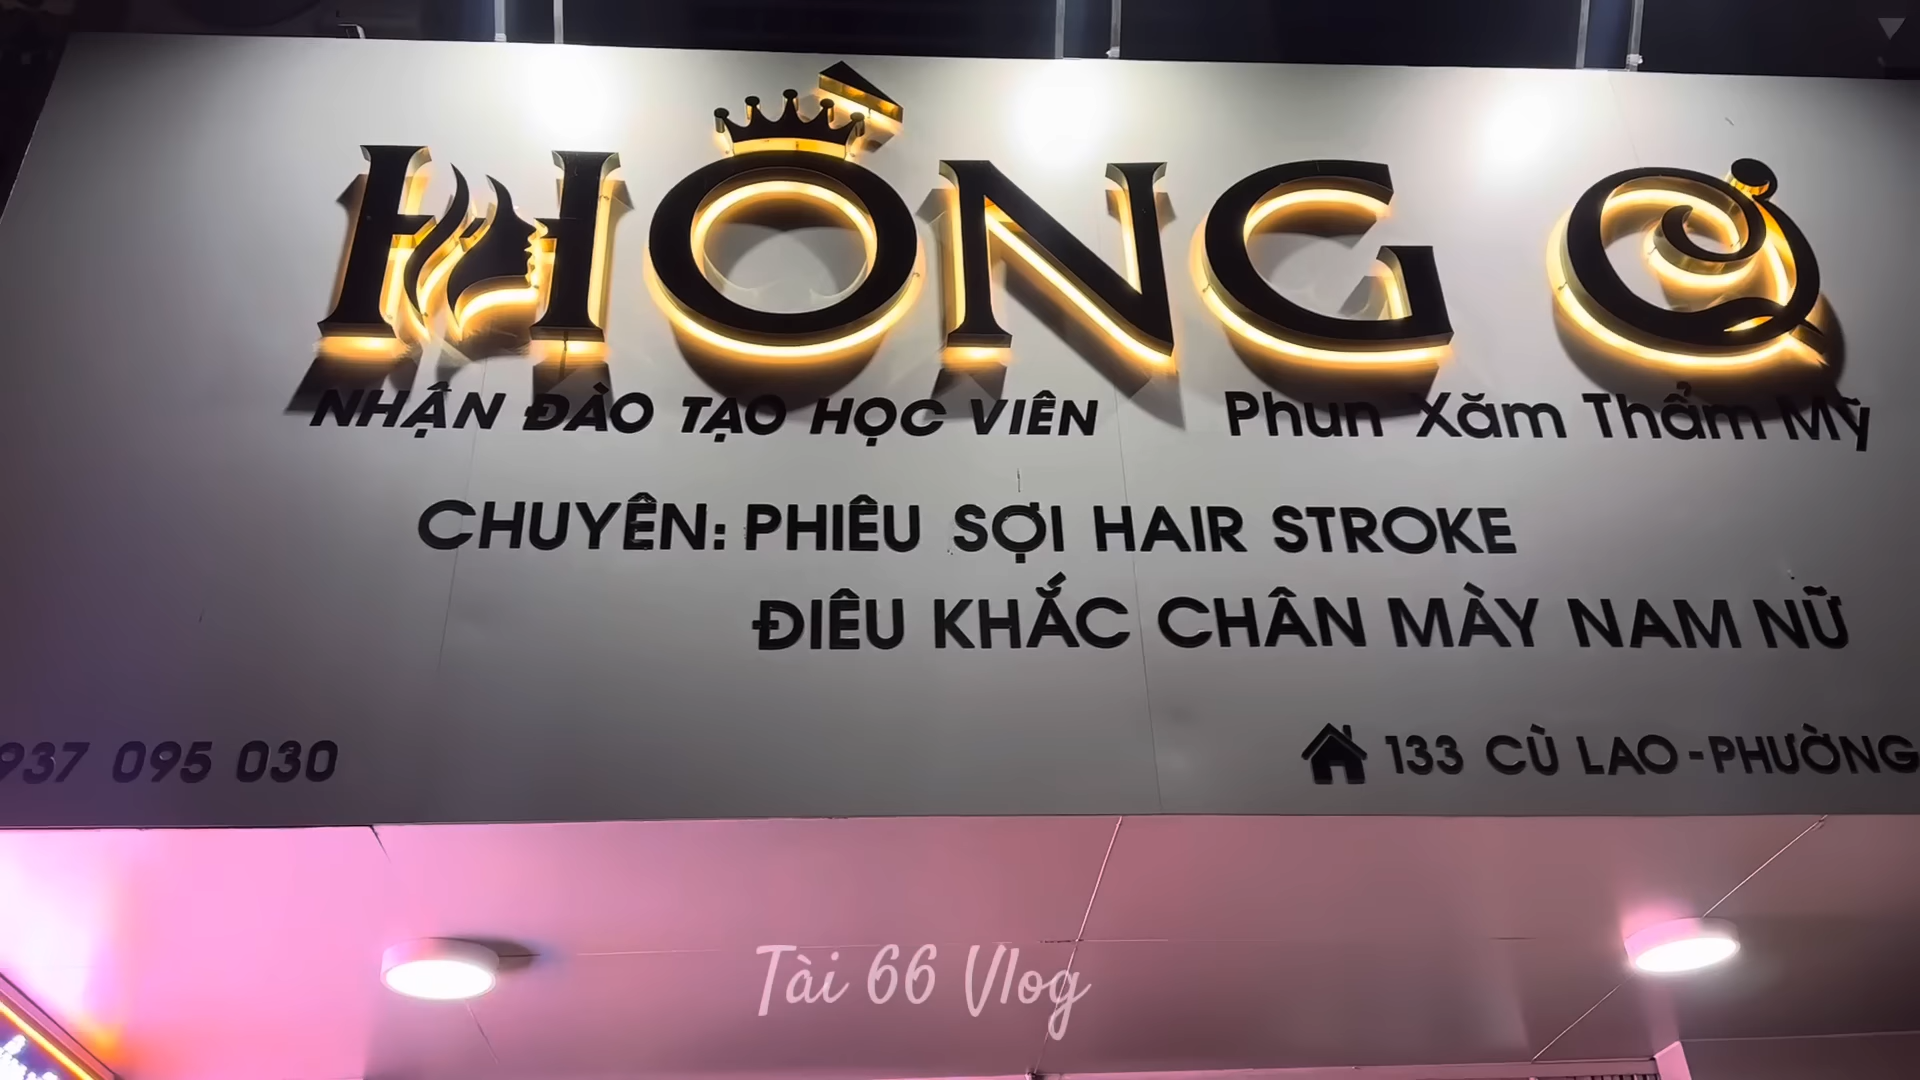 HỒNG
NHẬN ĐÀO TẠO HỌC VIÊN Phun Xăm Thẩm Mỹ
CHUYÊN: PHIÊU SỢI HAIR STROKE
ĐIÊU KHẮC CHÂN MÀY NAM NỮ
937 095 030
133 CÙ LAO - PHƯỜNG
Tài 66 Vlog